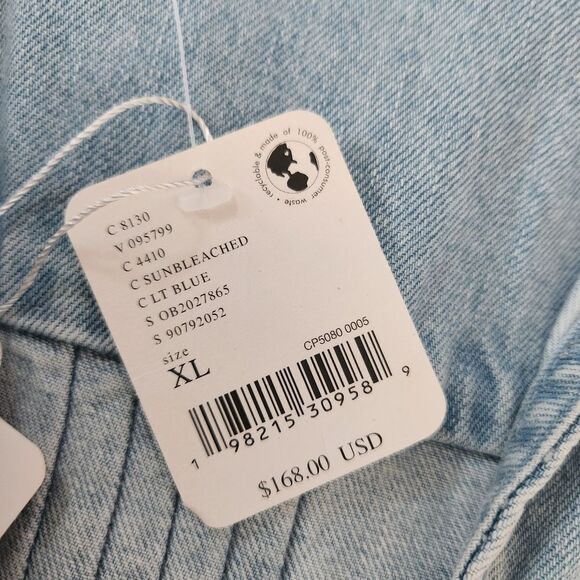 recyclable & made of 100% post-consumer waste •
C 8130
V 095799
C 4410
C SUNBLEACHED
C LT BLUE
S OB2027865
S 90792052
size
XL
CP5080 0005
1 98215 30958 9
$168.00 USD